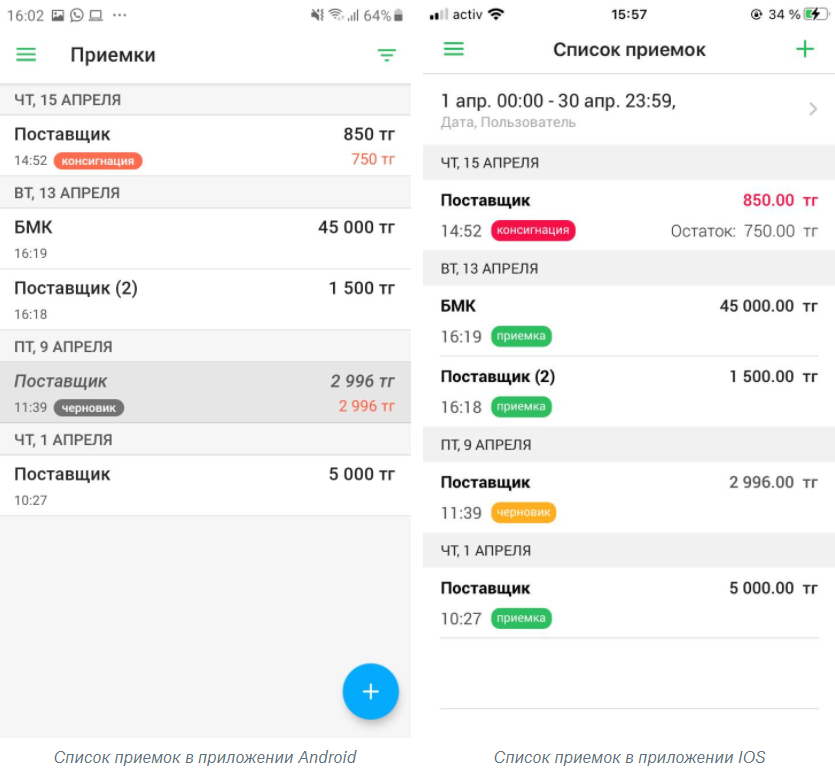 16:02 ... 64%
Приемки
ЧТ, 15 АПРЕЛЯ
Поставщик 850 тг
14:52 консигнация 750 тг
ВТ, 13 АПРЕЛЯ
БМК 45 000 тг
16:19
Поставщик (2) 1 500 тг
16:18
ПТ, 9 АПРЕЛЯ
Поставщик 2 996 тг
11:39 черновик 2 996 тг
ЧТ, 1 АПРЕЛЯ
Поставщик 5 000 тг
10:27
+
Список приемок в приложении Android
activ 15:57 34 %
Список приемок +
1 апр. 00:00 - 30 апр. 23:59,
Дата, Пользователь
ЧТ, 15 АПРЕЛЯ
Поставщик 850.00 тг
14:52 консигнация Остаток: 750.00 тг
ВТ, 13 АПРЕЛЯ
БМК 45 000.00 тг
16:19 приемка
Поставщик (2) 1 500.00 тг
16:18 приемка
ПТ, 9 АПРЕЛЯ
Поставщик 2 996.00 тг
11:39 черновик
ЧТ, 1 АПРЕЛЯ
Поставщик 5 000.00 тг
10:27 приемка
Список приемок в приложении IOS